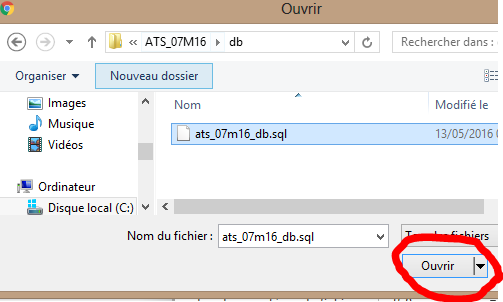 Ouvrir
« ATS_07M16 db Rechercher dans :
Organiser Nouveau dossier
Images
Musique
Vidéos
Ordinateur
Disque local (C:)
Nom Modifié le
ats_07m16_db.sql 13/05/2016 0
Nom du fichier : ats_07m16_db.sql
fichiers
Ouvrir